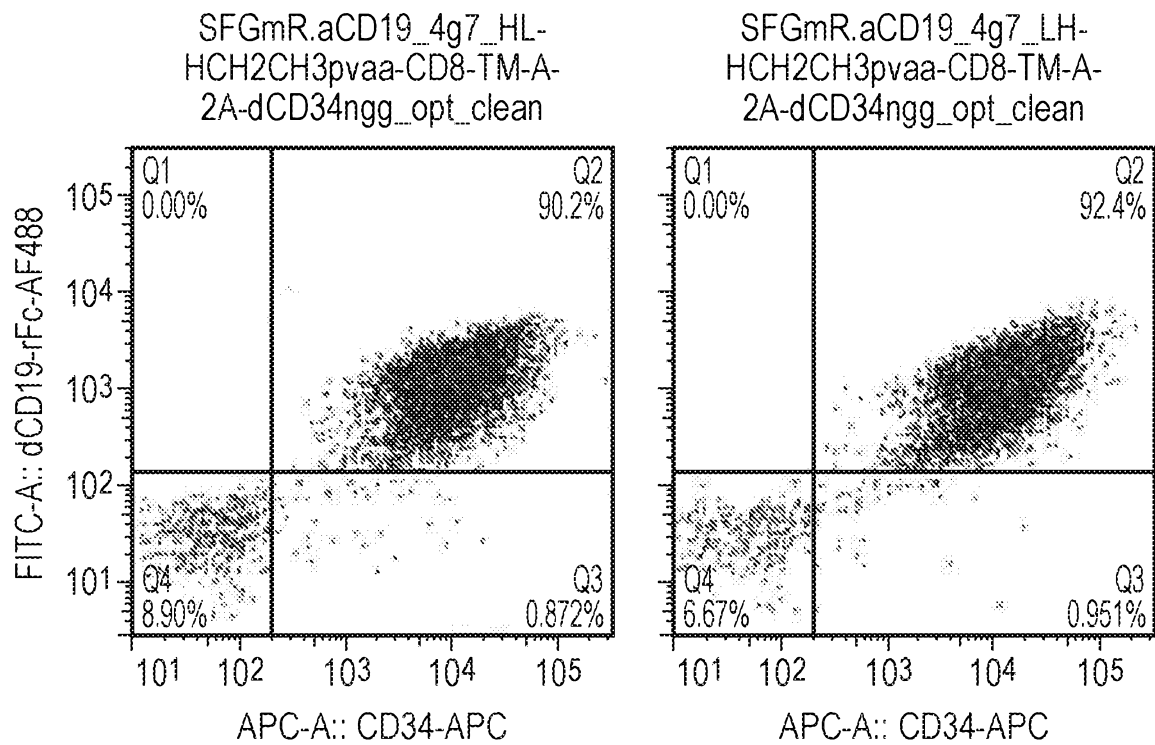 SFGmR.aCD19_4g7_HL-
HCH2CH3pvaa-CD8-TM-A-
2A-dCD34ngg_opt_clean
SFGmR.aCD19_4g7_LH-
HCH2CH3pvaa-CD8-TM-A-
2A-dCD34ngg_opt_clean
FITC-A:: dCD19-rFc-AF488
10⁵
10⁴
10³
10²
10¹
Q1
0.00%
Q2
90.2%
Q4
8.90%
Q3
0.872%
10¹ 10² 10³ 10⁴ 10⁵
APC-A:: CD34-APC
Q1
0.00%
Q2
92.4%
Q4
6.67%
Q3
0.951%
10¹ 10² 10³ 10⁴ 10⁵
APC-A:: CD34-APC